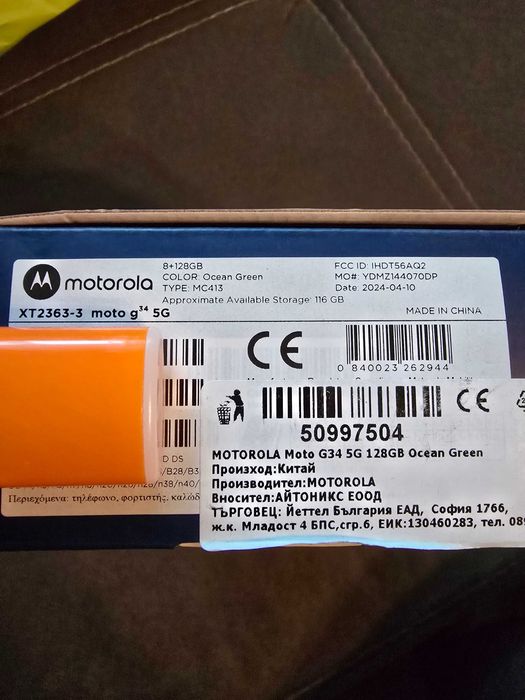 motorola
8+128GB
COLOR: Ocean Green
TYPE: MC413
Approximate Available Storage: 116 GB
FCC ID: IHDT56AQ2
MO#: YDMZ144070DP
Date: 2024-04-10
XT2363-3 moto g³⁴ 5G
MADE IN CHINA
CE
0 840023 262944
CE
50997504
MOTOROLA Moto G34 5G 128GB Ocean Green
Произход:Китай
Производител:MOTOROLA
Вносител:АЙТОНИКС ЕООД
ТЪРГОВЕЦ: Йеттел България ЕАД, София 1766,
ж.к. Младост 4 БПС,сгр.6, ЕИК:130460283, тел.
D DS
/B28/B3
Περιεχόμενα: τηλέφωνο, φορτιστής,